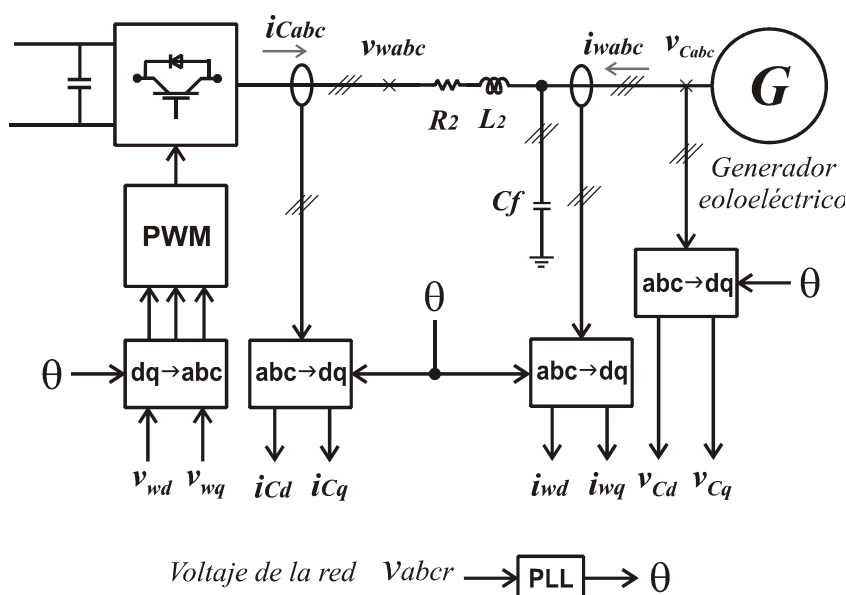 iCabc
vwabc
iwabc
vCabc
G
R2 L2
Generador
eoloeléctrico
Cf
PWM
abc→dq
θ
θ
θ
dq→abc
abc→dq
abc→dq
vwd vwq
iCd iCq
iwd iwq
vCd vCq
Voltaje de la red vabcr
PLL
θ